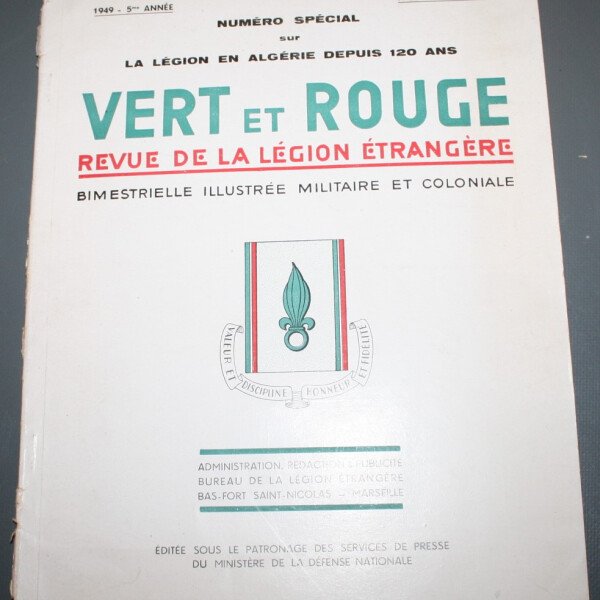 1949 - 5me ANNÉE
NUMÉRO SPÉCIAL
sur
LA LÉGION EN ALGÉRIE DEPUIS 120 ANS
VERT ET ROUGE
REVUE DE LA LÉGION ÉTRANGÈRE
BIMESTRIELLE ILLUSTRÉE MILITAIRE ET COLONIALE
VALEUR ET DISCIPLINE HONNEUR ET FIDÉLITÉ
ADMINISTRATION, RÉDACTION & PUBLICITÉ
BUREAU DE LA LÉGION ÉTRANGÈRE
BAS-FORT SAINT-NICOLAS - MARSEILLE
ÉDITÉE SOUS LE PATRONAGE DES SERVICES DE PRESSE
DU MINISTÈRE DE LA DÉFENSE NATIONALE